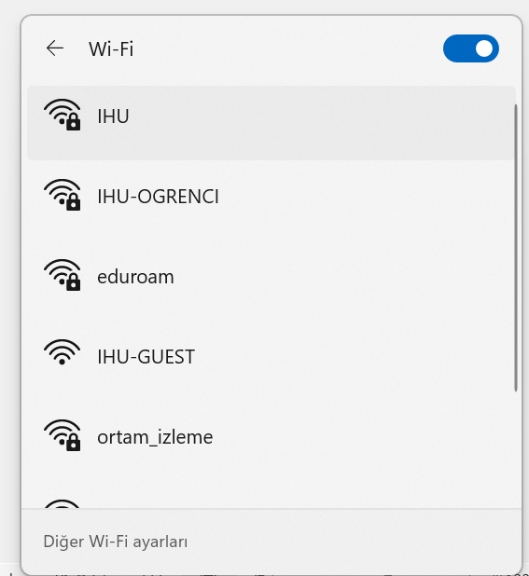 Wi-Fi
IHU
IHU-OGRENCI
eduroam
IHU-GUEST
ortam_izleme
Diğer Wi-Fi ayarları